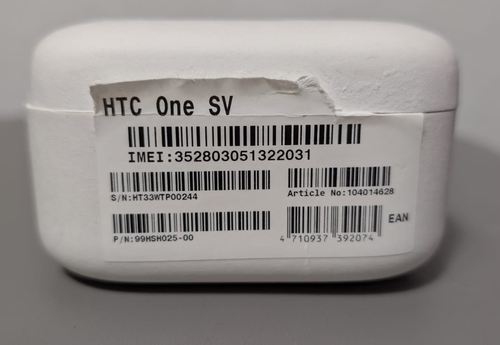 HTC One SV
IMEI:352803051322031
S/N:HT33WTP00244
Article No:104014628
P/N:99HSH025-00
4 710937 392074
EAN